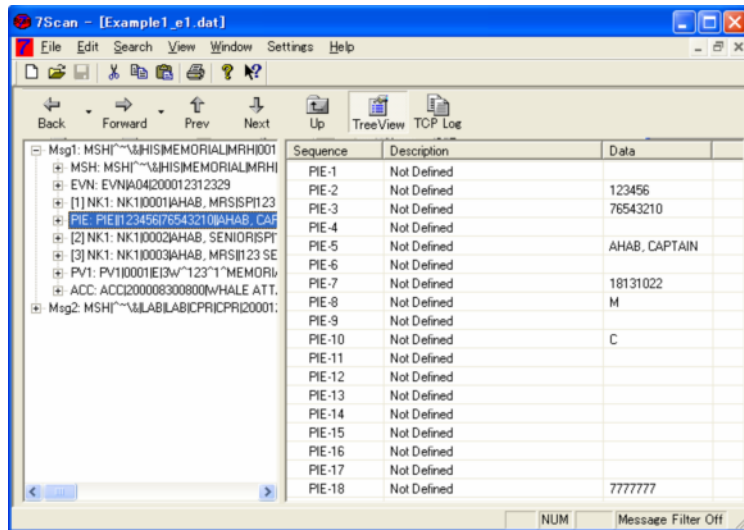 7Scan - [Example1_e1.dat]
File Edit Search View Window Settings Help
Back Forward Prev Next Up TreeView TCP Log
Sequence Description Data
Msg1: MSH|^~\&|HIS|MEMORIAL|MRH|001
MSH: MSH|^~\&|HIS|MEMORIAL|MRH|
EVN: EVN|A04|200012312329
[1] NK1: NK1|0001|AHAB, MRS|SP|123
PIE: PIE||123456|76543210||AHAB, CAP
[2] NK1: NK1|0002|AHAB, SENIOR|SP|
[3] NK1: NK1|0003|AHAB, MRS||123 SE
PV1: PV1|0001|E|3W^123^1^MEMORI
ACC: ACC|200008300800|WHALE ATT
Msg2: MSH|^~\&|LAB|LAB|CPR|CPR|20001
PIE-1 Not Defined
PIE-2 Not Defined 123456
PIE-3 Not Defined 76543210
PIE-4 Not Defined
PIE-5 Not Defined AHAB, CAPTAIN
PIE-6 Not Defined
PIE-7 Not Defined 18131022
PIE-8 Not Defined M
PIE-9 Not Defined
PIE-10 Not Defined C
PIE-11 Not Defined
PIE-12 Not Defined
PIE-13 Not Defined
PIE-14 Not Defined
PIE-15 Not Defined
PIE-16 Not Defined
PIE-17 Not Defined
PIE-18 Not Defined 7777777
NUM Message Filter Off